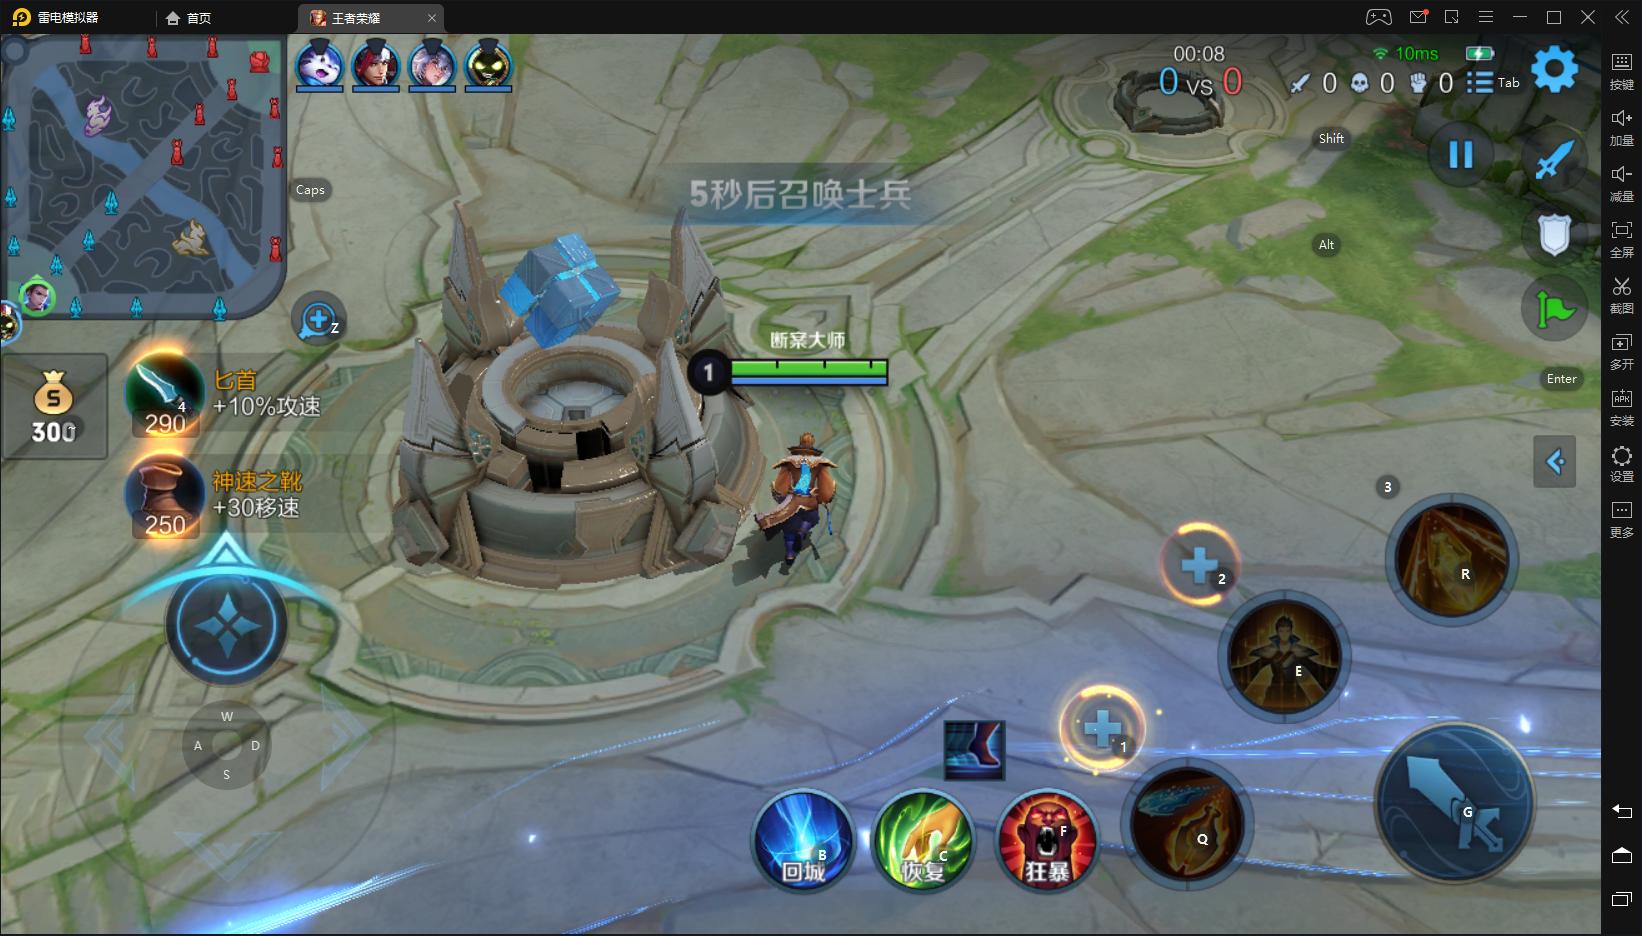 雷电模拟器
首页
王者荣耀
00:08
10ms
0 VS 0
0
0
0
Tab
按键
Shift
加量
5秒后召唤士兵
Caps
减量
Alt
全屏
截图
Z
断案大师
1
多开
Enter
S
300
匕首
+10%攻速
4
290
APK
安装
神速之靴
+30移速
250
设置
3
更多
R
2
E
W
A
D
S
1
G
Q
B
回城
C
恢复
F
狂暴